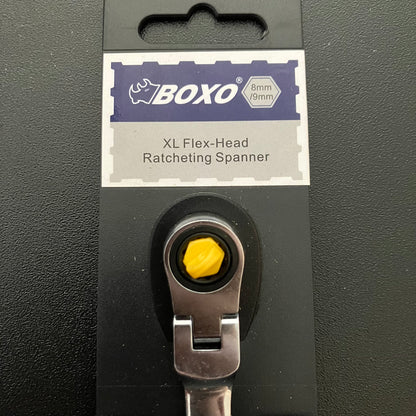 BOXO®
8mm
/9mm
XL Flex-Head
Ratcheting Spanner